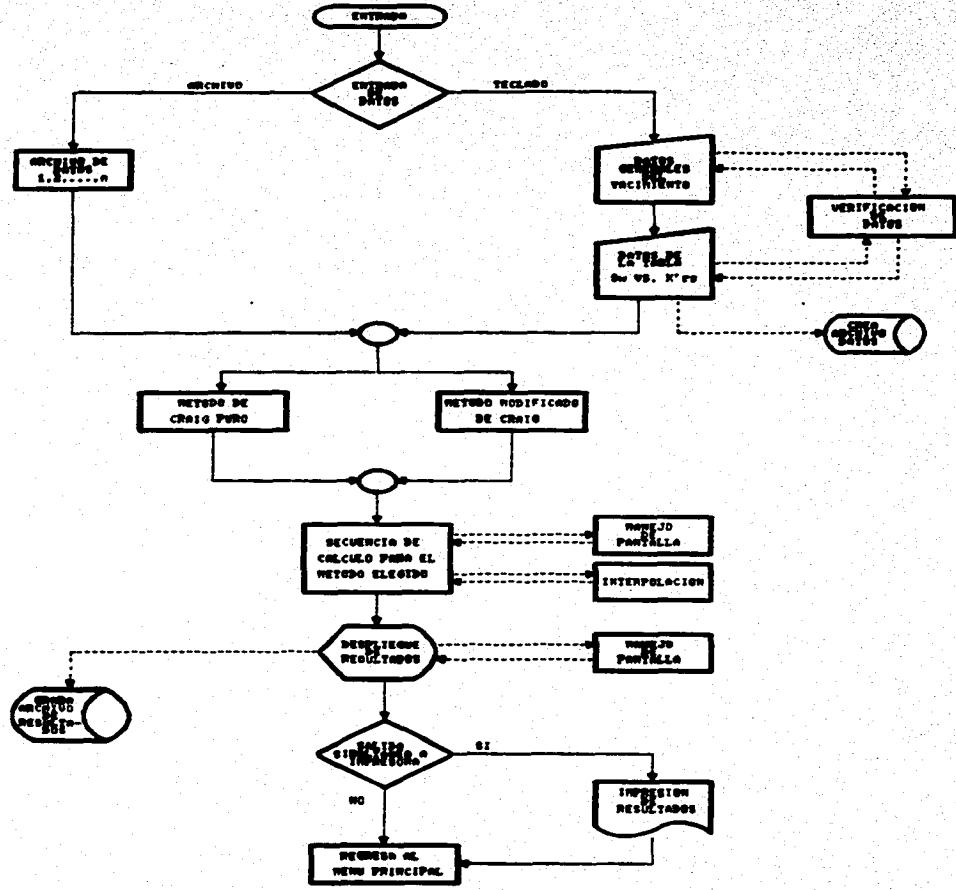 ENTRADA
ENTRADA
DE
DATOS
ARCHIVO
TECLADO
ARCHIVO DE
DATOS
1,2.....n
DATOS
GENERALES
DEL
YACIMIENTO
VERIFICACION
DE
DATOS
DATOS DE
LA TABLA
Sw VS. K'rs
CREA
ARCHIVO
DATOS
METODO DE
CRAIG PURO
METODO MODIFICADO
DE CRAIG
SECUENCIA DE
CALCULO PARA EL
METODO ELEGIDO
MANEJO
DE
PANTALLA
INTERPOLACION
DESPLIEGUE
DE
RESULTADOS
MANEJO
DE
PANTALLA
GRABA
ARCHIVO
DE
RESULTA-
DOS
SALIDA
SIMULTANEA A
IMPRESORA
SI
NO
IMPRESION
DE
RESULTADOS
REGRESA AL
MENU PRINCIPAL